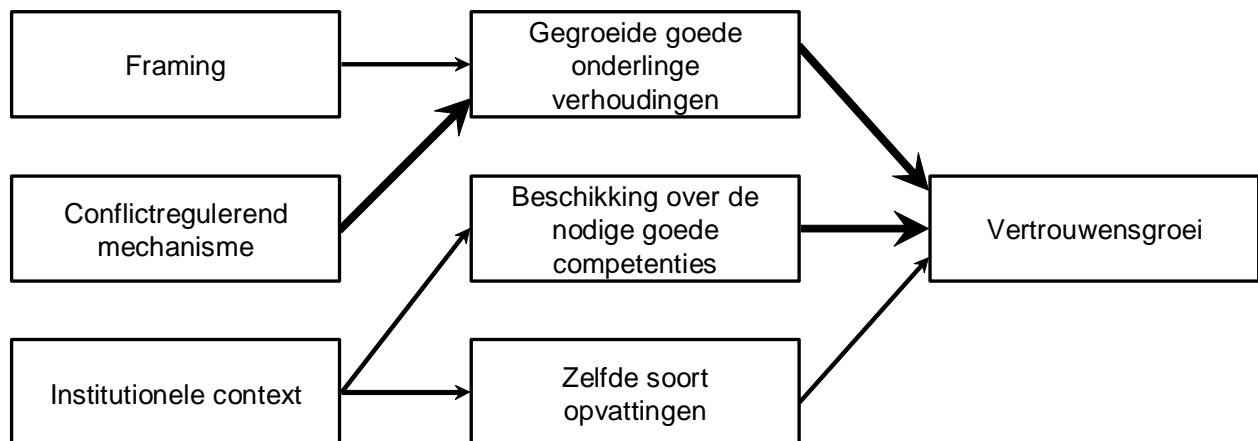 Framing
Gegroeide goede
onderlinge
verhoudingen
Conflictregulerend
mechanisme
Beschikking over de
nodige goede
competenties
Vertrouwensgroei
Institutionele context
Zelfde soort
opvattingen